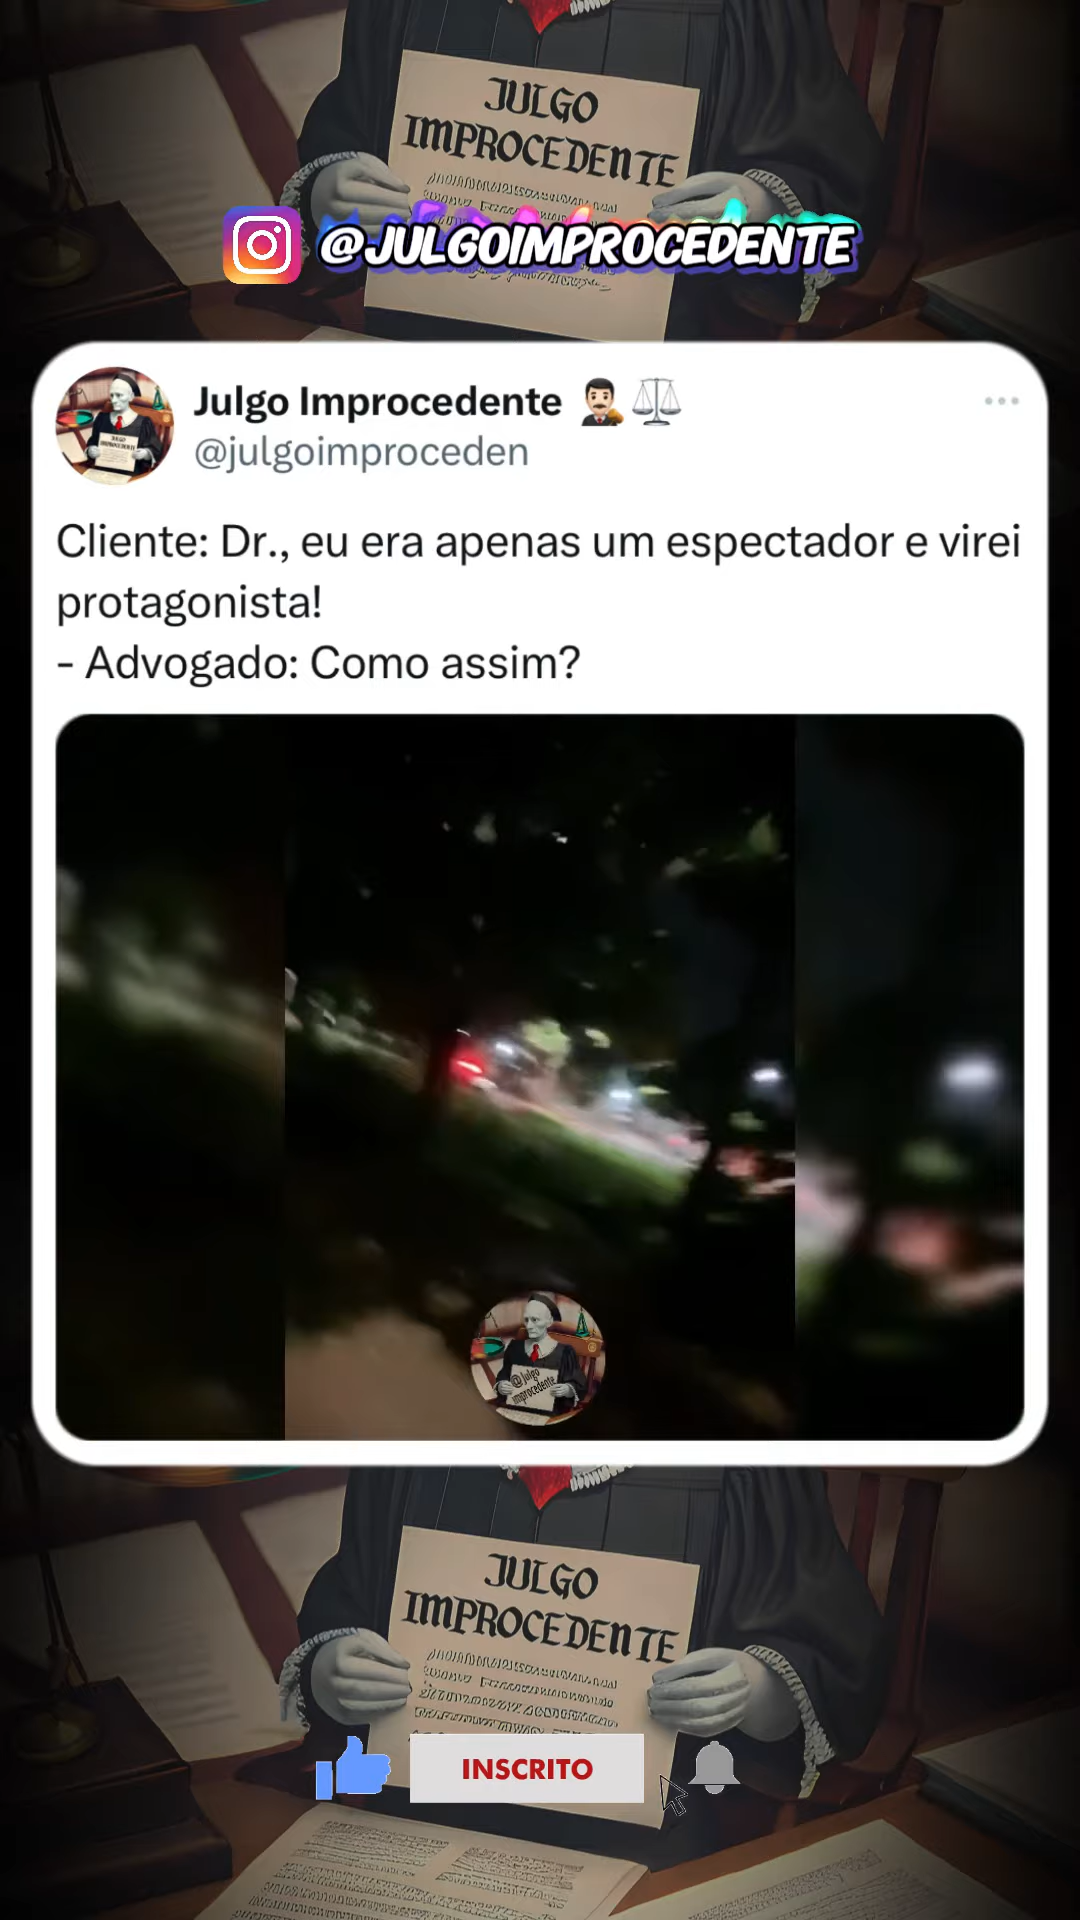 JULGO
IMPROCEDENTE
@JULGOIMPROCEDENTE
Julgo Improcedente
@julgoimproceden
Cliente: Dr., eu era apenas um espectador e virei
protagonista!
- Advogado: Como assim?
@Julgo
improcedente
JULGO
IMPROCEDENTE
INSCRITO